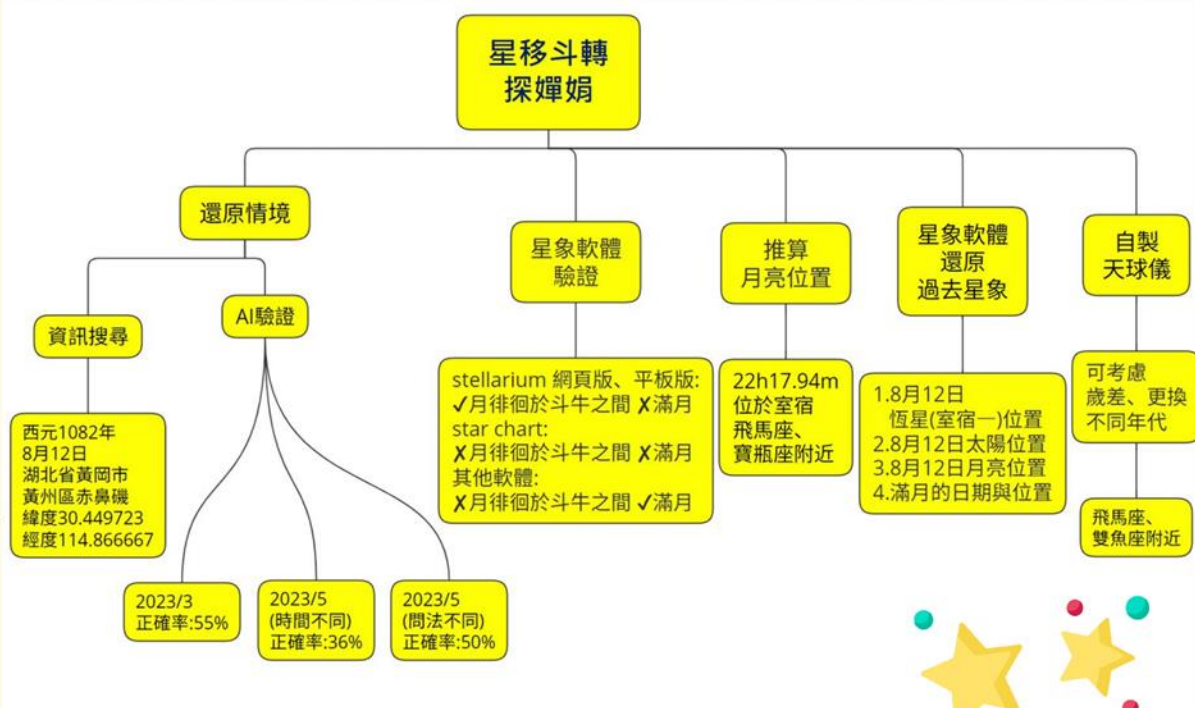 星移斗轉
探嬋娟
還原情境
資訊搜尋
西元1082年
8月12日
湖北省黃岡市
黃州區赤鼻磯
緯度30.449723
經度114.866667
AI驗證
2023/3
正確率:55%
2023/5
(時間不同)
正確率:36%
2023/5
(問法不同)
正確率:50%
星象軟體
驗證
stellarium 網頁版、平板版:
✓月徘徊於斗牛之間 ✗滿月
star chart:
✗月徘徊於斗牛之間 ✗滿月
其他軟體:
✗月徘徊於斗牛之間 ✓滿月
推算
月亮位置
22h17.94m
位於室宿
飛馬座、
寶瓶座附近
星象軟體
還原
過去星象
1.8月12日
恆星(室宿一)位置
2.8月12日太陽位置
3.8月12日月亮位置
4.滿月的日期與位置
自製
天球儀
可考慮
歲差、更換
不同年代
飛馬座、
雙魚座附近